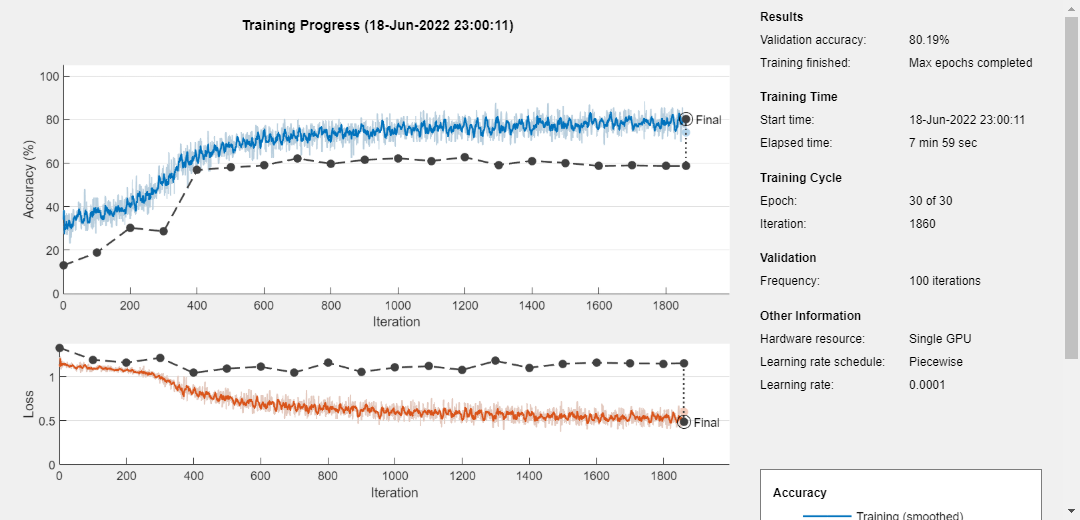 Training Progress (18-Jun-2022 23:00:11)
100
80
60
40
20
0
Accuracy (%)
Final
0 200 400 600 800 1000 1200 1400 1600 1800
Iteration
1
0.5
0
Loss
Final
0 200 400 600 800 1000 1200 1400 1600 1800
Iteration
Results
Validation accuracy: 80.19%
Training finished: Max epochs completed
Training Time
Start time: 18-Jun-2022 23:00:11
Elapsed time: 7 min 59 sec
Training Cycle
Epoch: 30 of 30
Iteration: 1860
Validation
Frequency: 100 iterations
Other Information
Hardware resource: Single GPU
Learning rate schedule: Piecewise
Learning rate: 0.0001
Accuracy
Training (smoothed)